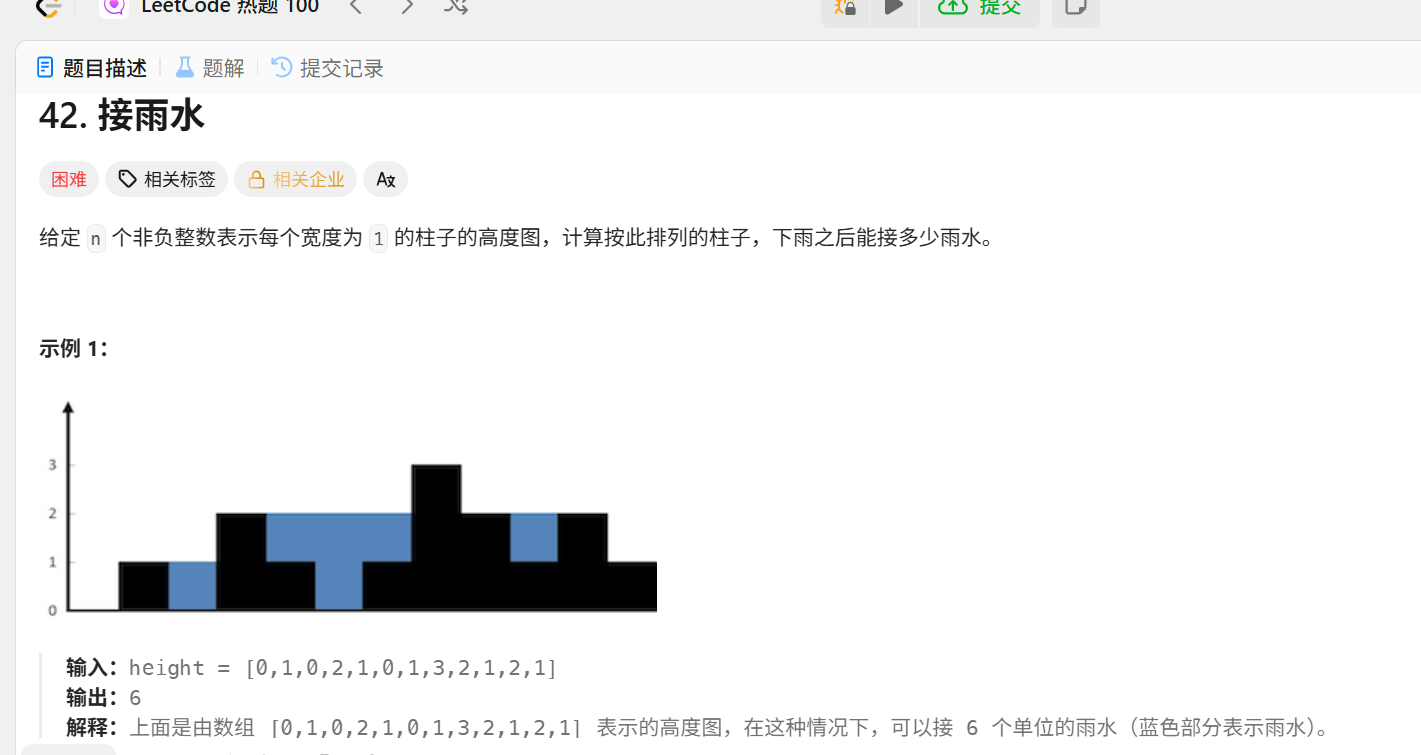 LeetCode 热题 100
提交
题目描述 题解 提交记录
42. 接雨水
困难 相关标签 相关企业 A文
给定 n 个非负整数表示每个宽度为 1 的柱子的高度图，计算按此排列的柱子，下雨之后能接多少雨水。
示例 1：
3
2
1
0
输入：height = [0,1,0,2,1,0,1,3,2,1,2,1]
输出：6
解释：上面是由数组 [0,1,0,2,1,0,1,3,2,1,2,1] 表示的高度图，在这种情况下，可以接 6 个单位的雨水（蓝色部分表示雨水）。